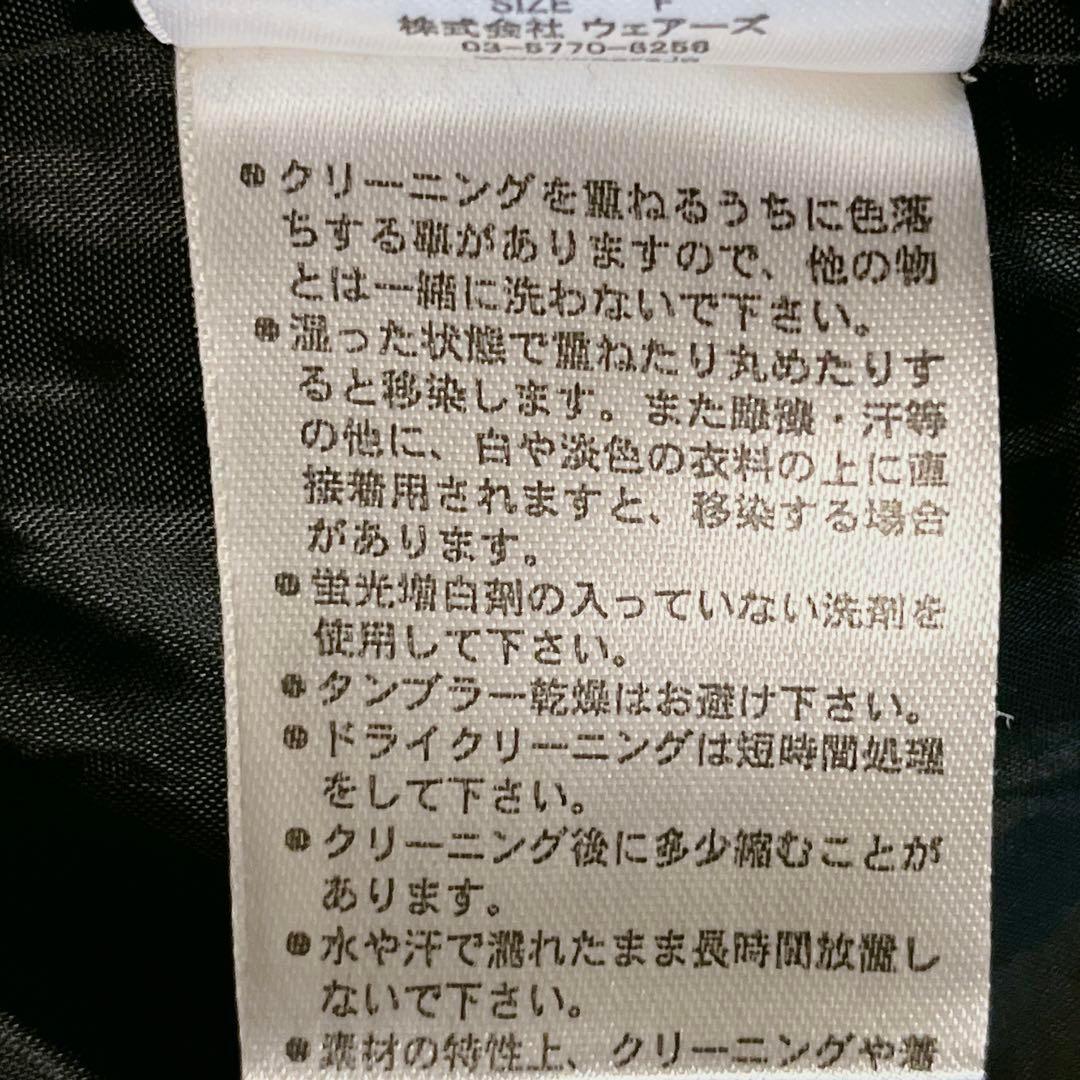 SIZE F
株式会社 ウェアーズ
03-5770-6256
●クリーニングを重ねるうちに色落
ちする事がありますので、他の物
とは一緒に洗わないで下さい。
●湿った状態で重ねたり丸めたりす
ると移染します。また摩擦・汗等
の他に、白や淡色の衣料の上に直
接着用されますと、移染する場合
があります。
●蛍光増白剤の入っていない洗剤を
使用して下さい。
●タンブラー乾燥はお避け下さい。
●ドライクリーニングは短時間処理
をして下さい。
●クリーニング後に多少縮むことが
あります。
●水や汗で濡れたまま長時間放置し
ないで下さい。
●素材の特性上、クリーニングや着